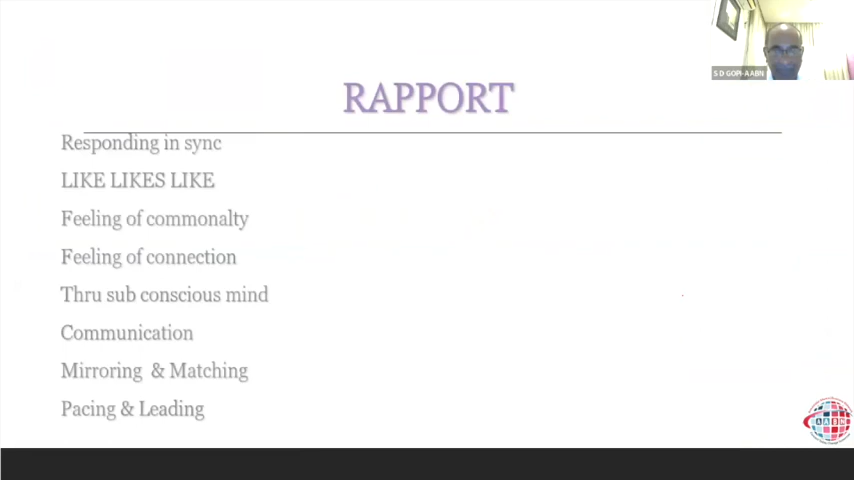 S D GOPI-AABN
RAPPORT
Responding in sync
LIKE LIKES LIKE
Feeling of commonalty
Feeling of connection
Thru sub conscious mind
Communication
Mirroring & Matching
Pacing & Leading
AABN